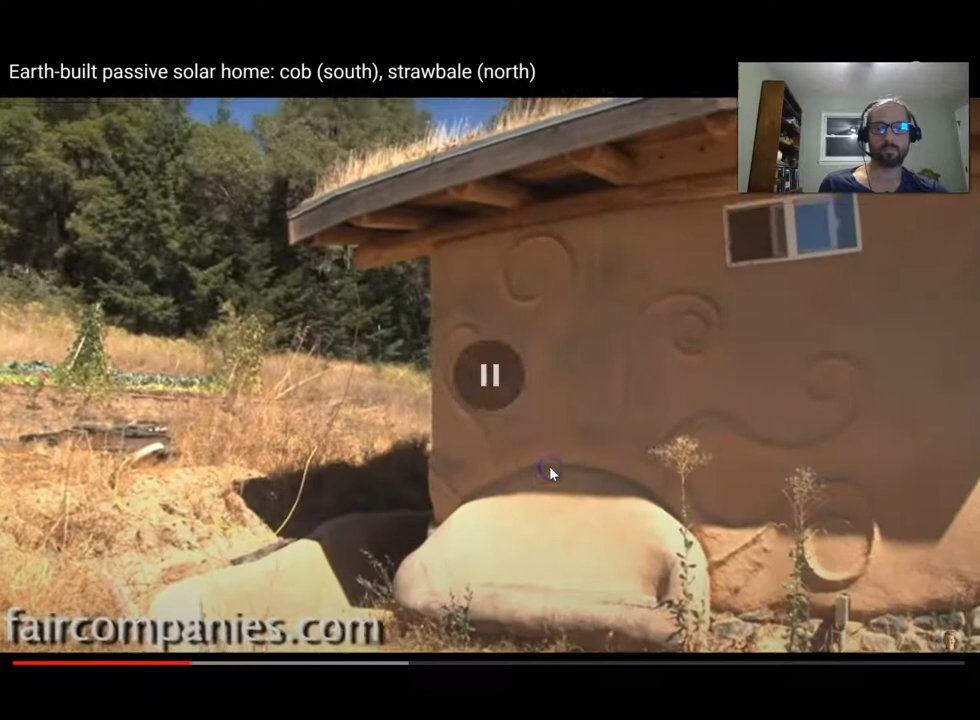 Earth-built passive solar home: cob (south), strawbale (north)
faircompanies.com